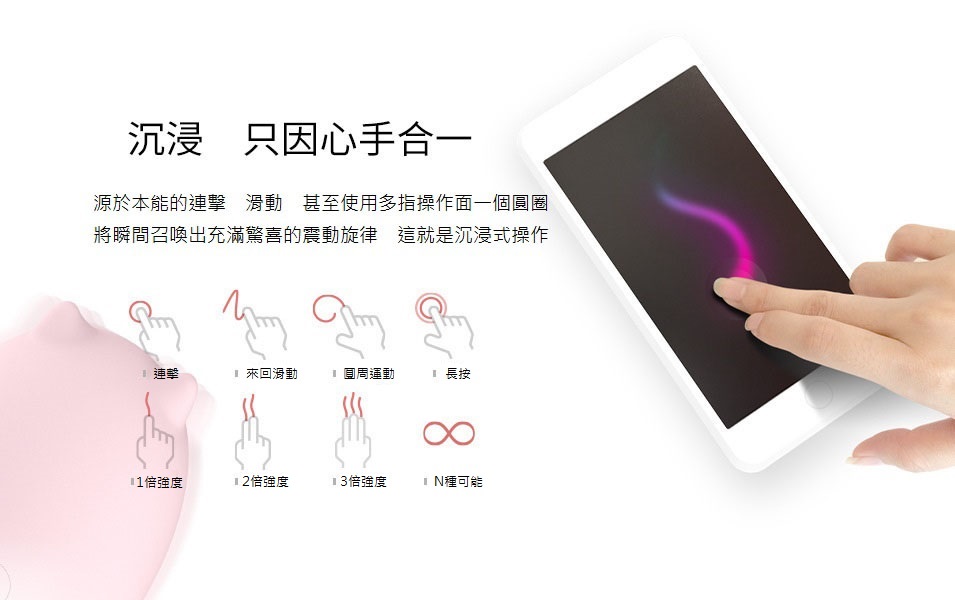 沉浸　只因心手合一
源於本能的連擊　滑動　甚至使用多指操作面一個圓圈
將瞬間召喚出充滿驚喜的震動旋律　這就是沉浸式操作
連擊　來回滑動　圓周運動　長按
1倍強度　2倍強度　3倍強度　N種可能